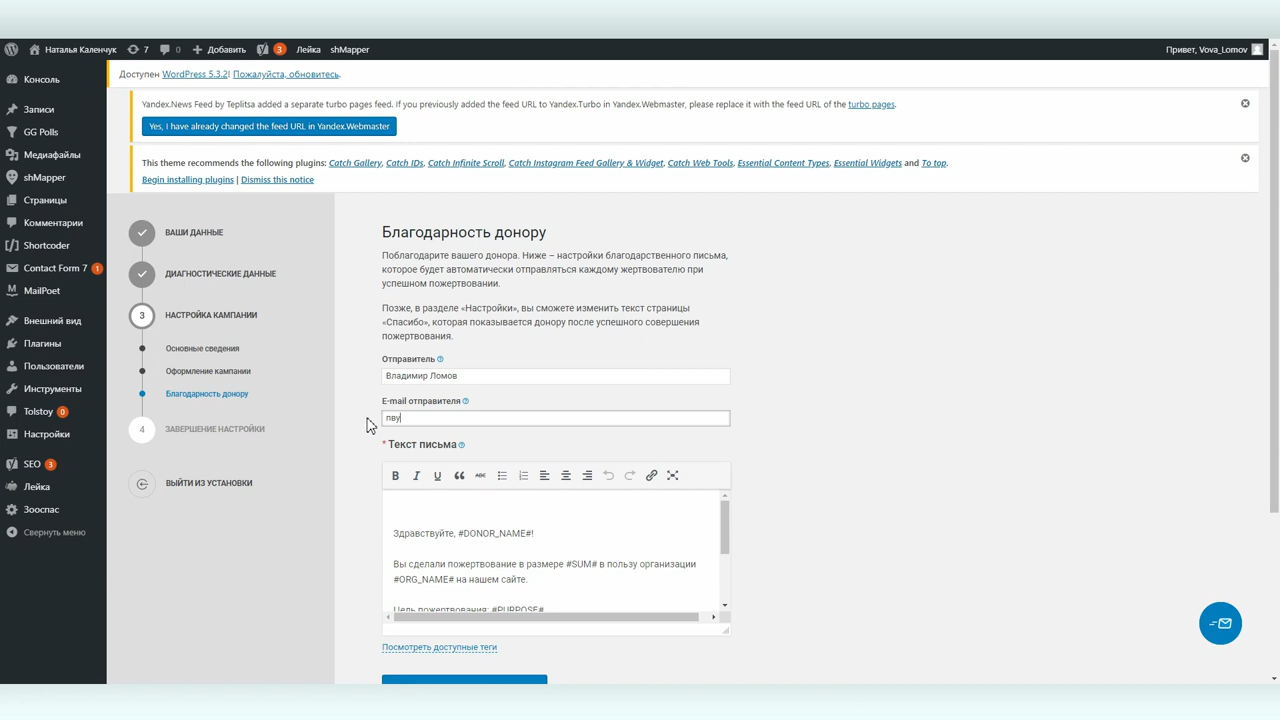 Наталья Каленчук 7 0 Добавить 3 Лейка shMapper Привет, Vova_Lomov
Консоль
Записи
GG Polls
Медиафайлы
shMapper
Страницы
Комментарии
Shortcoder
Contact Form 7 1
MailPoet
Внешний вид
Плагины
Пользователи
Инструменты
Tolstoy 0
Настройки
SEO 3
Лейка
Зооспас
Свернуть меню
Доступен WordPress 5.3.2! Пожалуйста, обновитесь.
Yandex.News Feed by Teplitsa added a separate turbo pages feed. If you previously added the feed URL to Yandex.Turbo in Yandex.Webmaster, please replace it with the feed URL of the turbo pages.
Yes, I have already changed the feed URL in Yandex.Webmaster
This theme recommends the following plugins: Catch Gallery, Catch IDs, Catch Infinite Scroll, Catch Instagram Feed Gallery & Widget, Catch Web Tools, Essential Content Types, Essential Widgets and To top.
Begin installing plugins | Dismiss this notice
ВАШИ ДАННЫЕ
ДИАГНОСТИЧЕСКИЕ ДАННЫЕ
3 НАСТРОЙКА КАМПАНИИ
Основные сведения
Оформление кампании
Благодарность донору
4 ЗАВЕРШЕНИЕ НАСТРОЙКИ
ВЫЙТИ ИЗ УСТАНОВКИ
Благодарность донору
Поблагодарите вашего донора. Ниже – настройки благодарственного письма,
которое будет автоматически отправляться каждому жертвователю при
успешном пожертвовании.
Позже, в разделе «Настройки», вы сможете изменить текст страницы
«Спасибо», которая показывается донору после успешного совершения
пожертвования.
Отправитель ?
Владимир Ломов
E-mail отправителя ?
пву
* Текст письма ?
B I U ABC
Здравствуйте, #DONOR_NAME#!
Вы сделали пожертвование в размере #SUM# в пользу организации
#ORG_NAME# на нашем сайте.
Цель пожертвования: #PURPOSE#
Посмотреть доступные теги